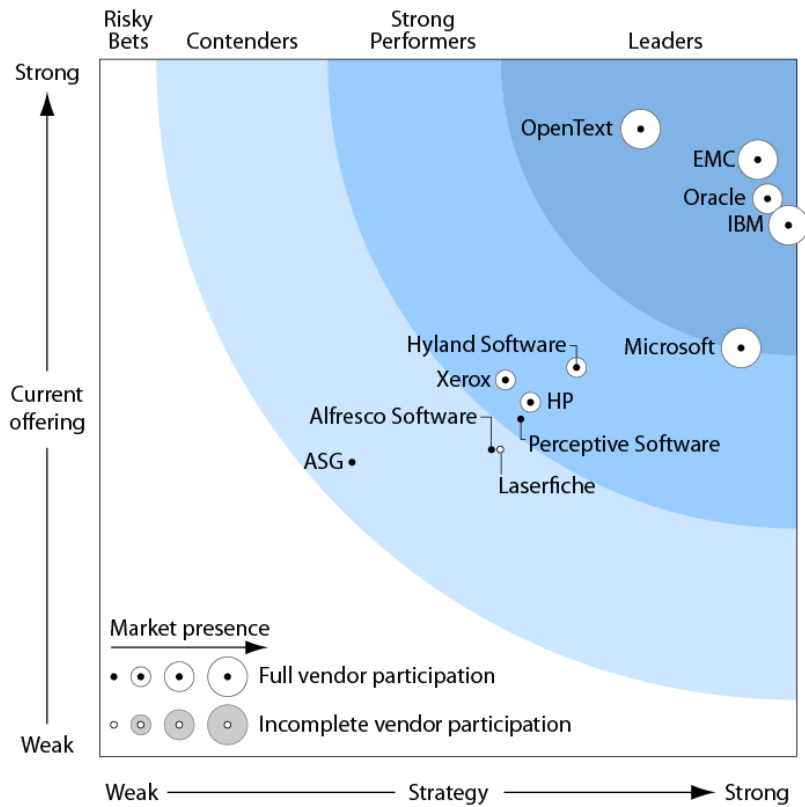 Risky
Bets
Contenders
Strong
Performers
Leaders
Strong
OpenText
EMC
Oracle
IBM
Microsoft
Hyland Software
Xerox
HP
Current
offering
Alfresco Software
Perceptive Software
ASG
Laserfiche
Market presence
Full vendor participation
Incomplete vendor participation
Weak
Weak
Strategy
Strong